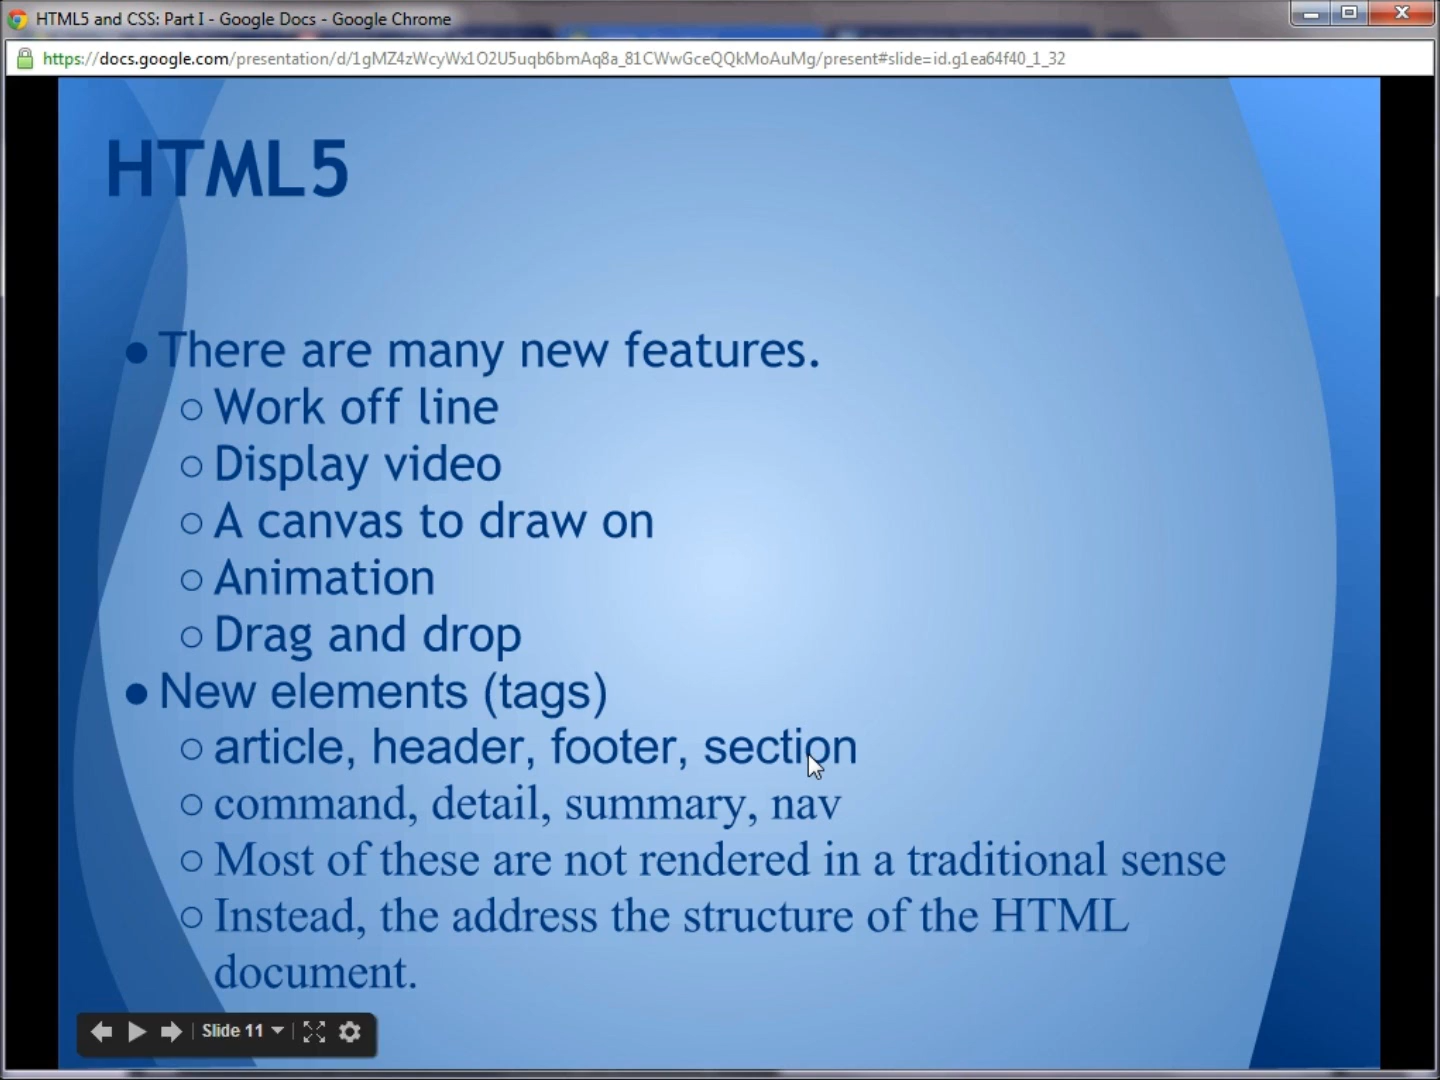 HTML5 and CSS: Part I - Google Docs - Google Chrome
https://docs.google.com/presentation/d/1gMZ4zWcyWx1O2U5uqb6bmAq8a_81CWwGceQQkMoAuMg/present#slide=id.g1ea64f40_1_32
HTML5
● There are many new features.
○ Work off line
○ Display video
○ A canvas to draw on
○ Animation
○ Drag and drop
● New elements (tags)
○ article, header, footer, section
○ command, detail, summary, nav
○ Most of these are not rendered in a traditional sense
○ Instead, the address the structure of the HTML
document.
Slide 11